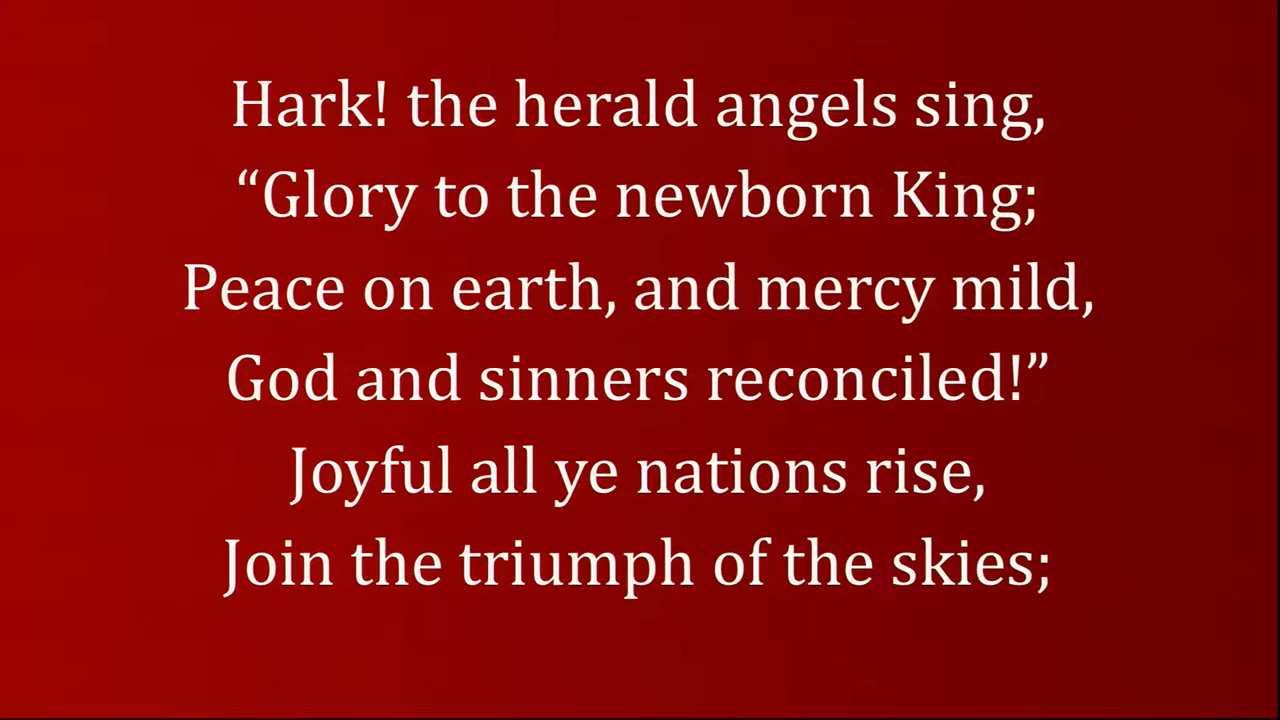 Hark! the herald angels sing,
“Glory to the newborn King;
Peace on earth, and mercy mild,
God and sinners reconciled!”
Joyful all ye nations rise,
Join the triumph of the skies;